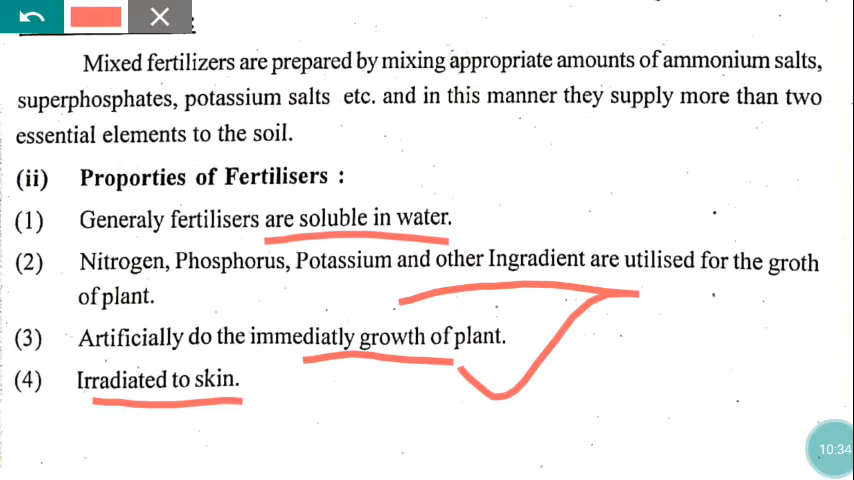 Mixed fertilizers are prepared by mixing appropriate amounts of ammonium salts,
superphosphates, potassium salts etc. and in this manner they supply more than two
essential elements to the soil.
(ii) Proporties of Fertilisers :
(1) Generaly fertilisers are soluble in water.
(2) Nitrogen, Phosphorus, Potassium and other Ingradient are utilised for the groth
of plant.
(3) Artificially do the immediatly growth of plant.
(4) Irradiated to skin.
10:34